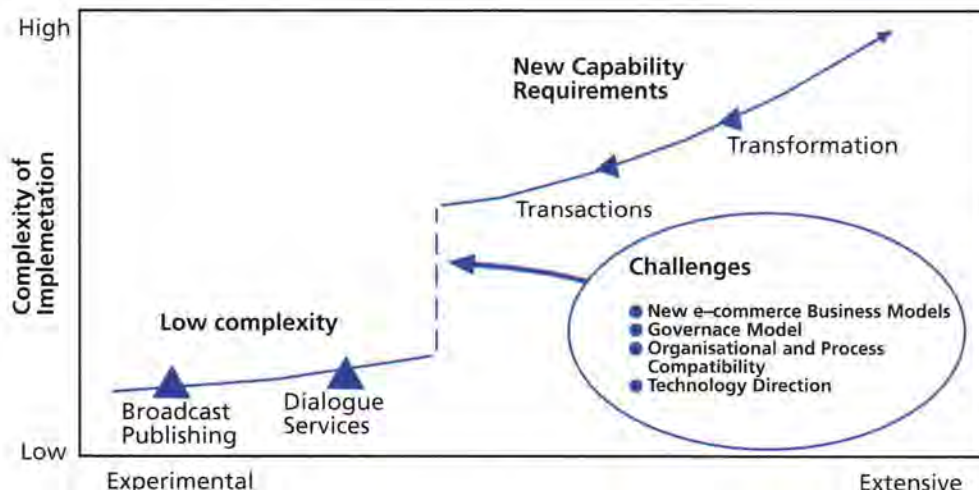 High
New Capability
Requirements
Transformation
Transactions
Complexity of
Implemetation
Challenges
New e–commerce Business Models
Governace Model
Organisational and Process
Compatibility
Technology Direction
Low complexity
Broadcast
Publishing
Dialogue
Services
Low
Experimental
Extensive